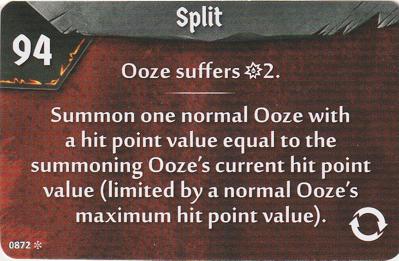 Split
94
Ooze suffers 2.
Summon one normal Ooze with
a hit point value equal to the
summoning Ooze's current hit point
value (limited by a normal Ooze's
maximum hit point value).
0872